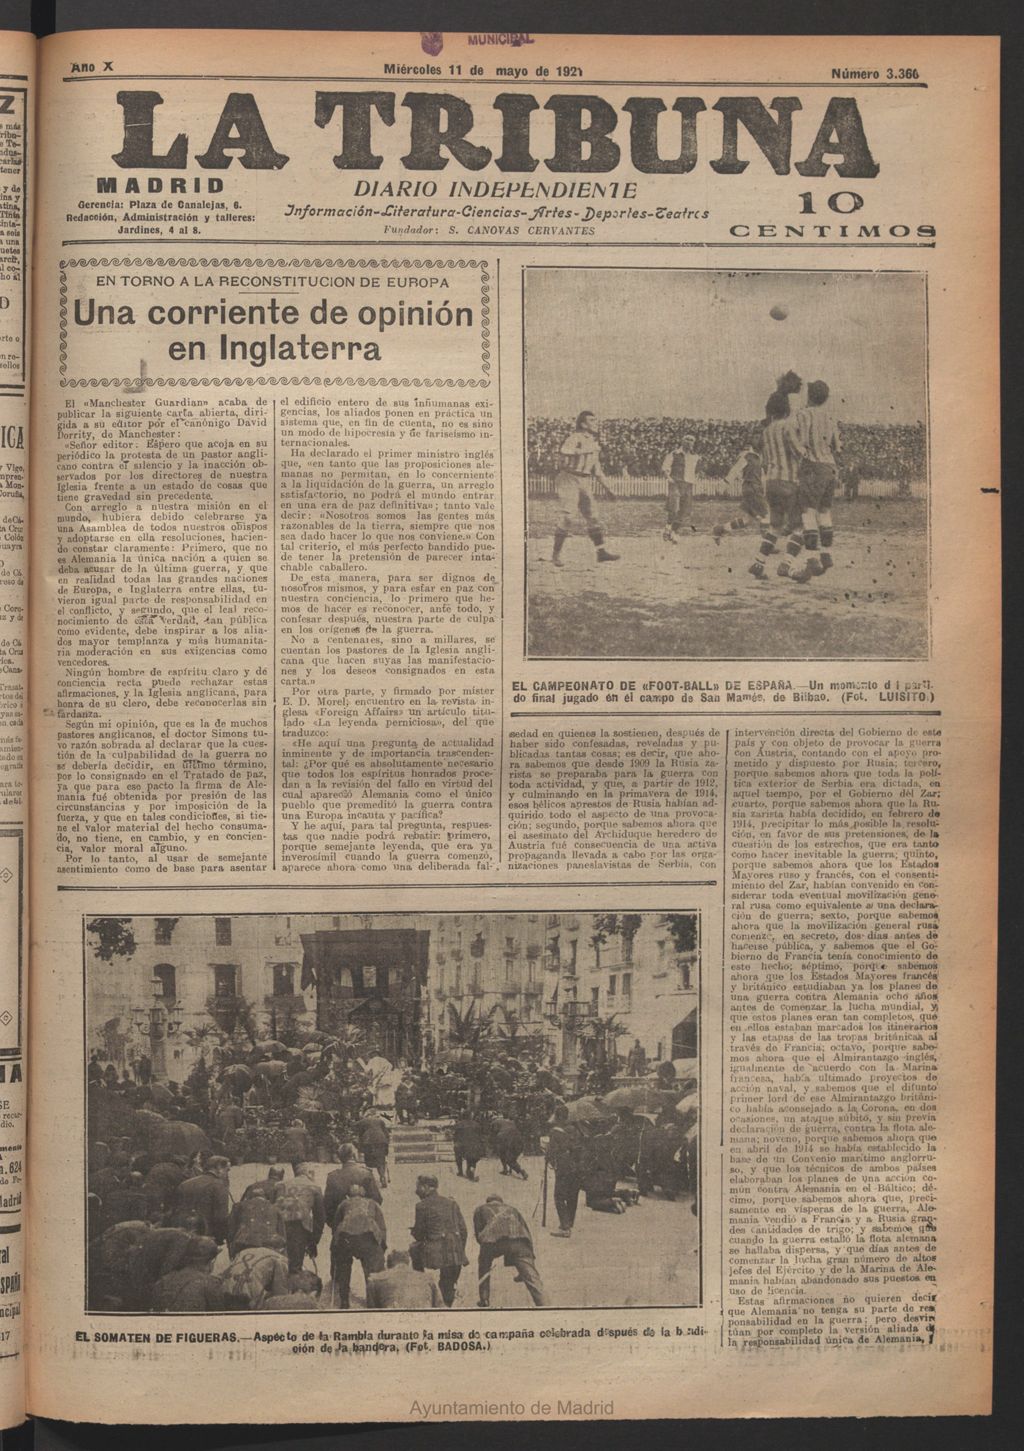 MUNICIPAL
Año X
Miércoles 11 de mayo de 1921
Número 3.366
LA TRIBUNA
MADRID
Gerencia: Plaza de Canalejas, 6.
Redacción, Administración y talleres:
Jardines, 4 al 8.
DIARIO INDEPENDIENTE
Información-Literatura-Ciencias-Artes-Deportes-Teatros
Fundador: S. CANOVAS CERVANTES
10
CENTIMOS
EN TORNO A LA RECONSTITUCION DE EUROPA
Una corriente de opinión
en Inglaterra
El «Manchester Guardian» acaba de
publicar la siguiente carta abierta, diri-
gida a su editor por el canónigo David
Dorrity, de Manchester:
«Señor editor: Espero que acoja en su
periódico la protesta de un pastor angli-
cano contra el silencio y la inacción ob-
servados por los directores de nuestra
Iglesia frente a un estado de cosas que
tiene gravedad sin precedente.
Con arreglo a nuestra misión en el
mundo, hubiera debido celebrarse ya
una Asamblea de todos nuestros obispos
y adoptarse en ella resoluciones, hacien-
do constar claramente: Primero, que no
es Alemania la única nación a quien se
deba acusar de la última guerra, y que
en realidad todas las grandes naciones
de Europa, e Inglaterra entre ellas, tu-
vieron igual parte de responsabilidad en
el conflicto, y segundo, que el leal reco-
nocimiento de esta verdad, tan pública
como evidente, debe inspirar a los alia-
dos mayor templanza y más humanita-
ria moderación en sus exigencias como
vencedores.
Ningún hombre de espíritu claro y de
conciencia recta puede rechazar estas
afirmaciones, y la Iglesia anglicana, para
honra de su clero, debe reconocerlas sin
tardanza.
Según mi opinión, que es la de muchos
pastores anglicanos, el doctor Simons tu-
vo razón sobrada al declarar que la cues-
tión de la culpabilidad de la guerra no
se debería decidir, en último término,
por lo consignado en el Tratado de paz,
ya que para eso pacto la firma de Ale-
mania fué obtenida por presión de las
circunstancias y por imposición de la
fuerza, y que en tales condiciones, si tie-
ne el valor material del hecho consuma-
do, no tiene, en cambio, y en concien-
cia, valor moral alguno.
Por lo tanto, al usar de semejante
asentimiento como de base para asentar
el edificio entero de sus inhumanas exi-
gencias, los aliados ponen en práctica un
sistema que, en fin de cuenta, no es sino
un modo de hipocresía y de fariseísmo in-
ternacionales.
Ha declarado el primer ministro inglés
que, «en tanto que las proposiciones ale-
manas no permitan, en lo concerniente
a la liquidación de la guerra, un arreglo
satisfactorio, no podrá el mundo entrar
en una era de paz definitiva»; tanto vale
decir: «Nosotros somos las gentes más
razonables de la tierra, siempre que nos
sea dado hacer lo que nos conviene.» Con
tal criterio, el más perfecto bandido pue-
de tener la pretensión de parecer inta-
chable caballero.
De esta manera, para ser dignos de
nosotros mismos, y para estar en paz con
nuestra conciencia, lo primero que he-
mos de hacer es reconocer, ante todo, y
confesar después, nuestra parte de culpa
en los orígenes de la guerra.
No a centenares, sino a millares, se
cuentan los pastores de la Iglesia angli-
cana que hacen suyas las manifestacio-
nes y los deseos consignados en esta
carta.»
Por otra parte, y firmado por míster
E. D. Morel; encuentro en la revista in-
glesa «Foreign Affairs» un artículo titu-
lado «La leyenda perniciosa», del que
traduzco:
«He aquí una pregunta de actualidad
inminente y de importancia trascenden-
tal: ¿Por qué es absolutamente necesario
que todos los espíritus honrados proce-
dan a la revisión del fallo en virtud del
cual apareció Alemania como el único
pueblo que premeditó la guerra contra
una Europa incauta y pacífica?
Y he aquí, para tal pregunta, respues-
tas que nadie podrá rebatir: primero,
porque semejante leyenda, que era ya
inverosímil cuando la guerra comenzó,
aparece ahora como una deliberada fal-
EL CAMPEONATO DE «FOOT-BALL» DE ESPAÑA.—Un momento del parti-
do final jugado en el campo de San Mamés, de Bilbao. (Fot. LUISITO.)
sedad en quienes la sostienen, después de
haber sido confesadas, reveladas y pu-
blicadas tantas cosas; es decir, que aho-
ra sabemos que desde 1909 la Rusia za-
rista se preparaba para la guerra con
toda actividad, y que, a partir de 1912,
y culminando en la primavera de 1914,
esos bélicos aprestos de Rusia habían ad-
quirido todo el aspecto de una provoca-
ción; segundo, porque sabemos ahora que
el asesinato del Archiduque heredero de
Austria fué consecuencia de una activa
propaganda llevada a cabo por las orga-
nizaciones paneslavistas de Serbia, con
intervención directa del Gobierno de este
país y con objeto de provocar la guerra
con Austria, contando con el apoyo pro-
metido y dispuesto por Rusia; tercero,
porque sabemos ahora que toda la polí-
tica exterior de Serbia era dictada, en
aquel tiempo, por el Gobierno del Zar;
cuarto, porque sabemos ahora que la Ru-
sia zarista había decidido, en febrero de
1914, precipitar lo más posible la resolu-
ción, en favor de sus pretensiones, de la
cuestión de los estrechos, que era tanto
como hacer inevitable la guerra; quinto,
porque sabemos ahora que los Estados
Mayores ruso y francés, con el consenti-
miento del Zar, habían convenido en con-
siderar toda eventual movilización gene-
ral rusa como equivalente a una declara-
ción de guerra; sexto, porque sabemos
ahora que la movilización general rusa
comenzó, en secreto, dos días antes de
hacerse pública, y sabemos que el Go-
bierno de Francia tenía conocimiento de
este hecho; séptimo, porque sabemos
ahora que los Estados Mayores francés
y británico estudiaban ya los planes de
una guerra contra Alemania ocho años
antes de comenzar la lucha mundial, y
que estos planes eran tan completos, que
en ellos estaban marcados los itinerarios
y las etapas de las tropas británicas al
través de Francia; octavo, porque sabe-
mos ahora que el Almirantazgo inglés,
igualmente de acuerdo con la Marina
francesa, había ultimado proyectos de
acción naval, y sabemos que el difunto
primer lord de ese Almirantazgo británi-
co había aconsejado a la Corona, en dos
ocasiones, un ataque súbito, y sin previa
declaración de guerra, contra la flota ale-
mana; noveno, porque sabemos ahora que
en abril de 1914 se había establecido la
base de un Convenio marítimo anglorru-
so, y que los técnicos de ambos países
elaboraban los planes de una acción co-
mún contra Alemania en el Báltico; dé-
cimo, porque sabemos ahora que, preci-
samente en vísperas de la guerra, Ale-
mania vendió a Francia y a Rusia gran-
des cantidades de trigo; y sabemos que
cuando la guerra estalló la flota alemana
se hallaba dispersa, y que días antes de
comenzar la lucha gran número de altos
jefes del Ejército y de la Marina de Ale-
mania habían abandonado sus puestos en
uso de licencia.
Estas afirmaciones no quieren decir
que Alemania no tenga su parte de res
ponsabilidad en la guerra; pero desvir
túan por completo la versión aliada de
la responsabilidad única de Alemania,
EL SOMATEN DE FIGUERAS.—Aspecto de la Rambla durante la misa de campaña celebrada después de la bendi-
ción de la bandera. (Fot. BADOSA.)
Ayuntamiento de Madrid